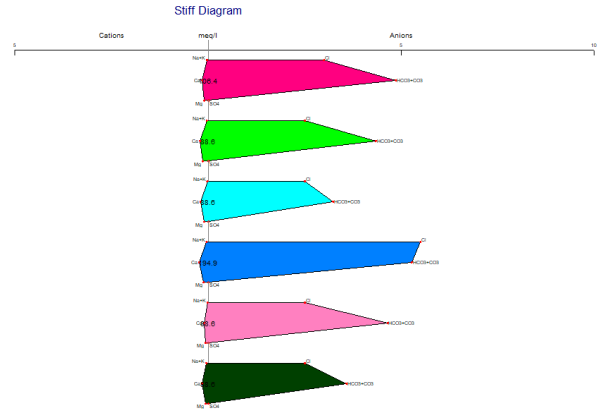 Stiff Diagram
Cations meq/l Anions
5 5 10
Na+K Cl
Ca HCO3+CO3
Mg SO4
Na+K Cl
Ca HCO3+CO3
Mg SO4
Na+K Cl
Ca HCO3+CO3
Mg SO4
Na+K Cl
Ca HCO3+CO3
Mg SO4
Na+K Cl
Ca HCO3+CO3
Mg SO4
Na+K Cl
Ca HCO3+CO3
Mg SO4